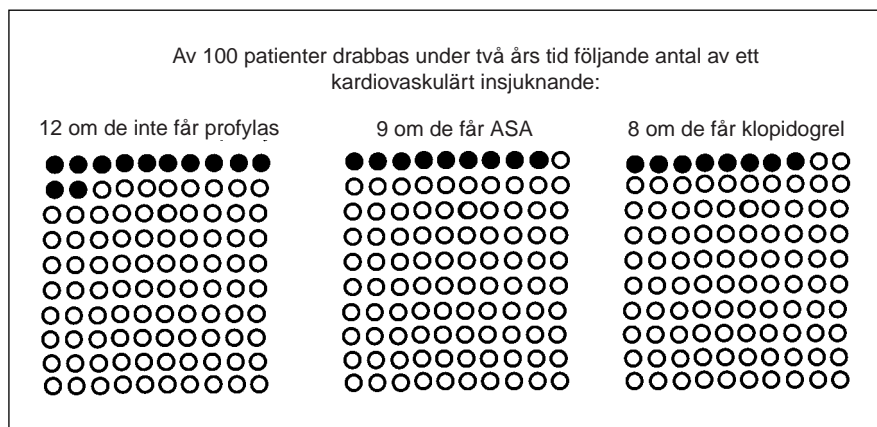 Av 100 patienter drabbas under två års tid följande antal av ett
kardiovaskulärt insjuknande:
12 om de inte får profylas
9 om de får ASA
8 om de får klopidogrel